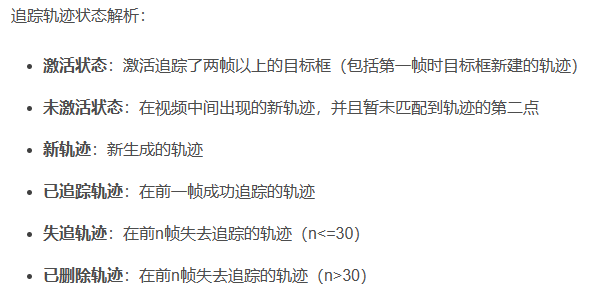 追踪轨迹状态解析：
激活状态：激活追踪了两帧以上的目标框（包括第一帧时目标框新建的轨迹）
未激活状态：在视频中间出现的新轨迹，并且暂未匹配到轨迹的第二点
新轨迹：新生成的轨迹
已追踪轨迹：在前一帧成功追踪的轨迹
失追轨迹：在前n帧失去追踪的轨迹（n<=30）
已删除轨迹：在前n帧失去追踪的轨迹（n>30）